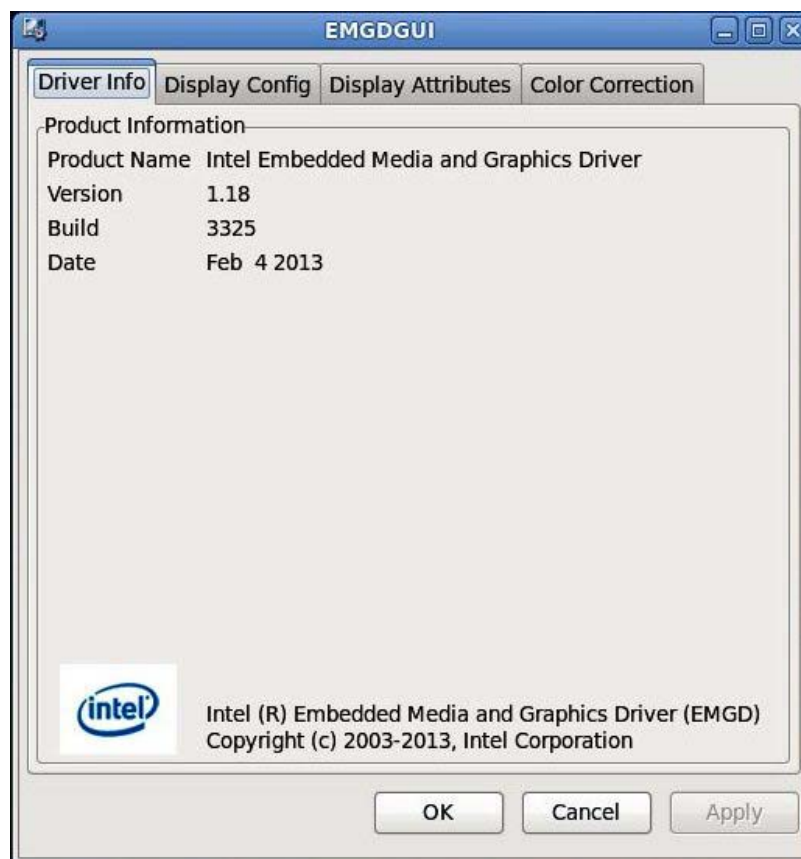 EMGDGUI
Driver Info Display Config Display Attributes Color Correction
Product Information
Product Name Intel Embedded Media and Graphics Driver
Version 1.18
Build 3325
Date Feb 4 2013
intel
Intel (R) Embedded Media and Graphics Driver (EMGD)
Copyright (c) 2003-2013, Intel Corporation
OK Cancel Apply